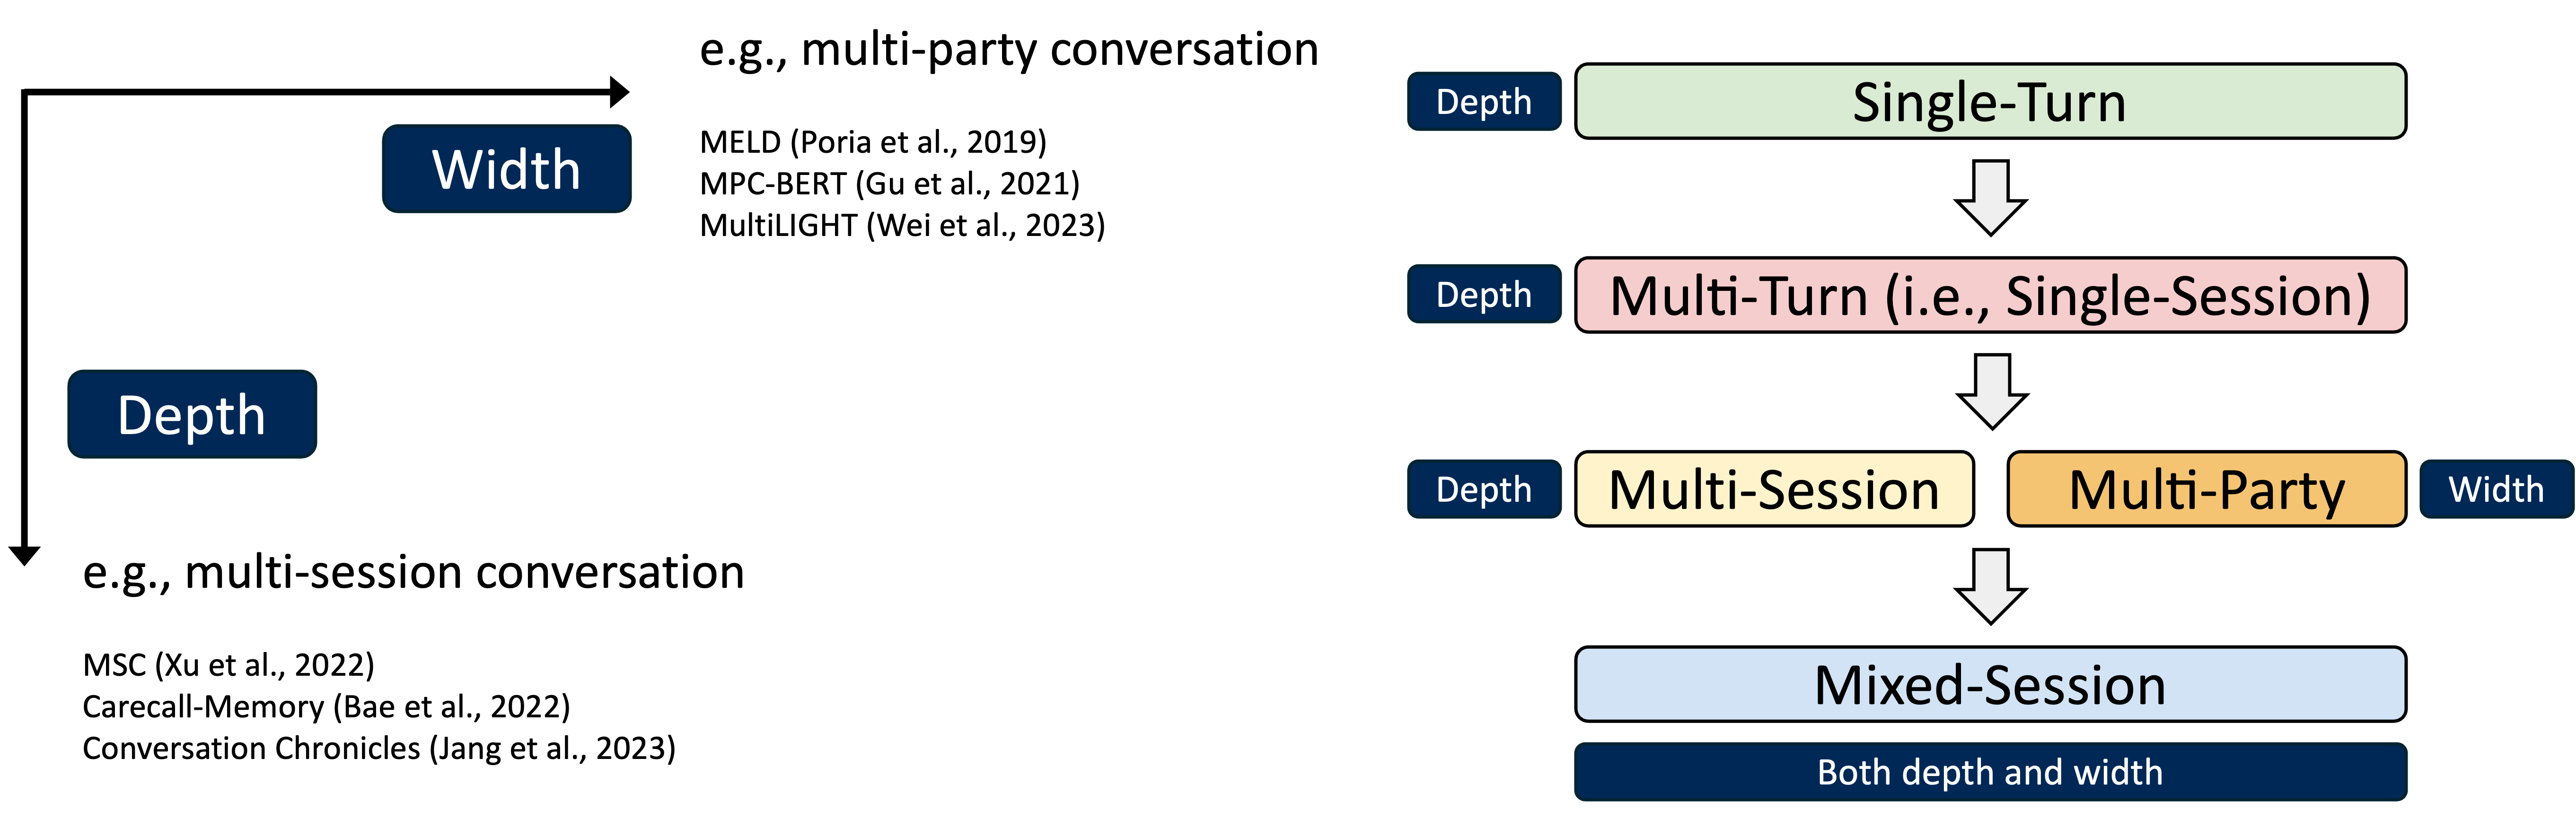 e.g., multi-party conversation
Width
MELD (Poria et al., 2019)
MPC-BERT (Gu et al., 2021)
MultiLIGHT (Wei et al., 2023)
Depth
e.g., multi-session conversation
MSC (Xu et al., 2022)
Carecall-Memory (Bae et al., 2022)
Conversation Chronicles (Jang et al., 2023)
Depth
Single-Turn
Depth
Multi-Turn (i.e., Single-Session)
Depth
Multi-Session
Multi-Party
Width
Mixed-Session
Both depth and width